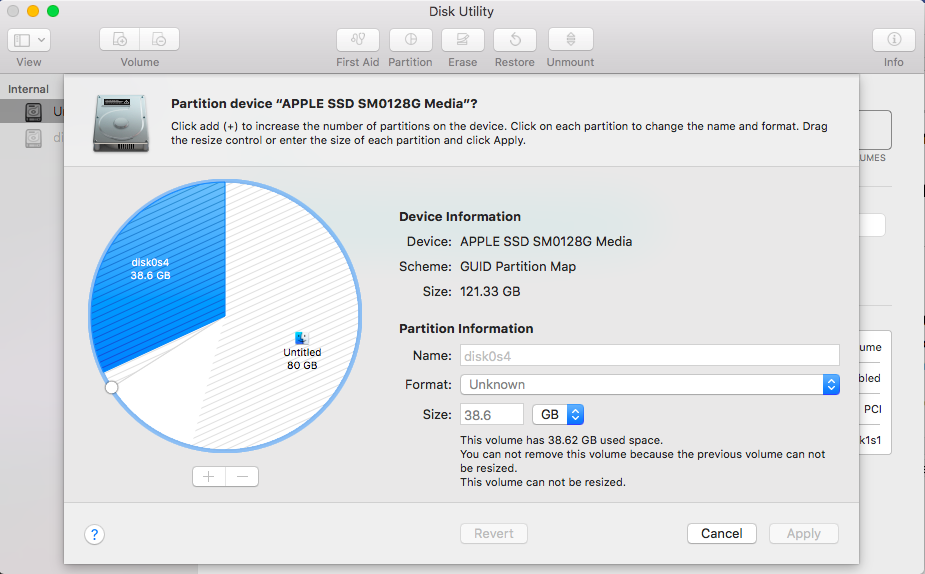 Disk Utility
View
Volume
First Aid
Partition
Erase
Restore
Unmount
Info
Internal
Partition device “APPLE SSD SM0128G Media”?
Click add (+) to increase the number of partitions on the device. Click on each partition to change the name and format. Drag
the resize control or enter the size of each partition and click Apply.
UMES
disk0s4
38.6 GB
Untitled
80 GB
Device Information
Device: APPLE SSD SM0128G Media
Scheme: GUID Partition Map
Size: 121.33 GB
Partition Information
Name: disk0s4
Format: Unknown
Size: 38.6 GB
This volume has 38.62 GB used space.
You can not remove this volume because the previous volume can not
be resized.
This volume can not be resized.
ume
bled
PCI
k1s1
+ −
?
Revert
Cancel
Apply